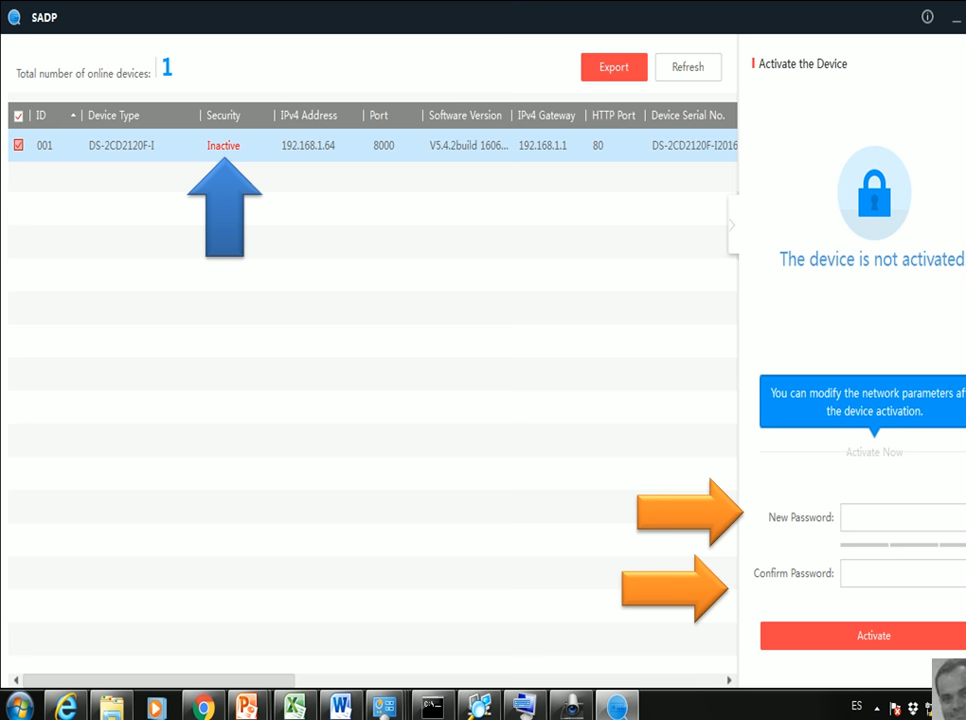 SADP
Total number of online devices: 1
Export
Refresh
ID Device Type Security IPv4 Address Port Software Version IPv4 Gateway HTTP Port Device Serial No.
001 DS-2CD2120F-I Inactive 192.168.1.64 8000 V5.4.2build 1606... 192.168.1.1 80 DS-2CD2120F-I2016
Activate the Device
The device is not activated
You can modify the network parameters af
the device activation.
Activate Now
New Password:
Confirm Password:
Activate
ES